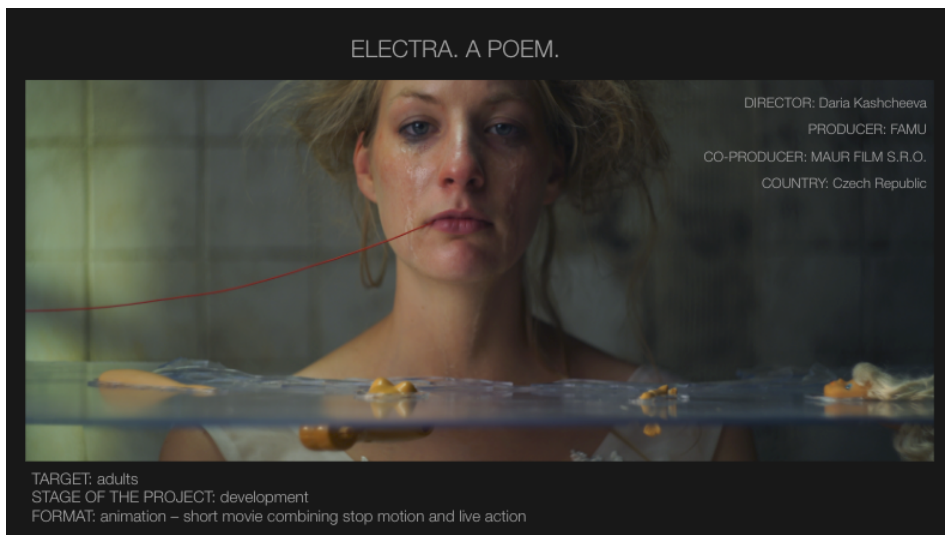 ELECTRA. A POEM.
DIRECTOR: Daria Kashcheeva
PRODUCER: FAMU
CO-PRODUCER: MAUR FILM S.R.O.
COUNTRY: Czech Republic
TARGET: adults
STAGE OF THE PROJECT: development
FORMAT: animation – short movie combining stop motion and live action